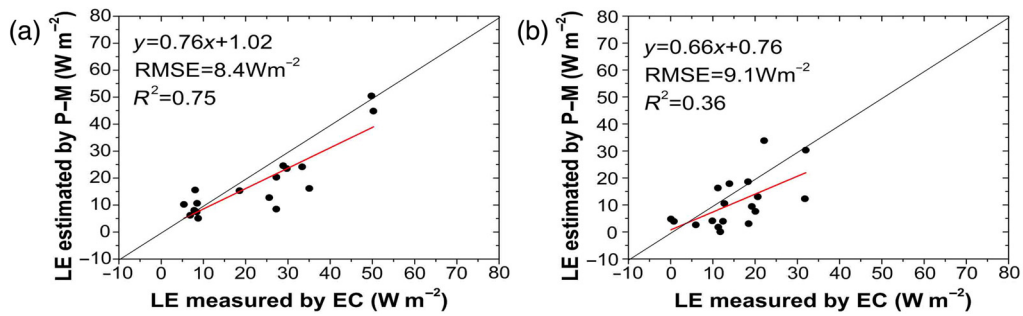 (a)
y=0.76x+1.02
RMSE=8.4Wm⁻²
R²=0.75
LE estimated by P–M (W m⁻²)
80
70
60
50
40
30
20
10
0
–10
–10 0 10 20 30 40 50 60 70 80
LE measured by EC (W m⁻²)
(b)
y=0.66x+0.76
RMSE=9.1Wm⁻²
R²=0.36
LE estimated by P–M (W m⁻²)
80
70
60
50
40
30
20
10
0
–10
–10 0 10 20 30 40 50 60 70 80
LE measured by EC (W m⁻²)